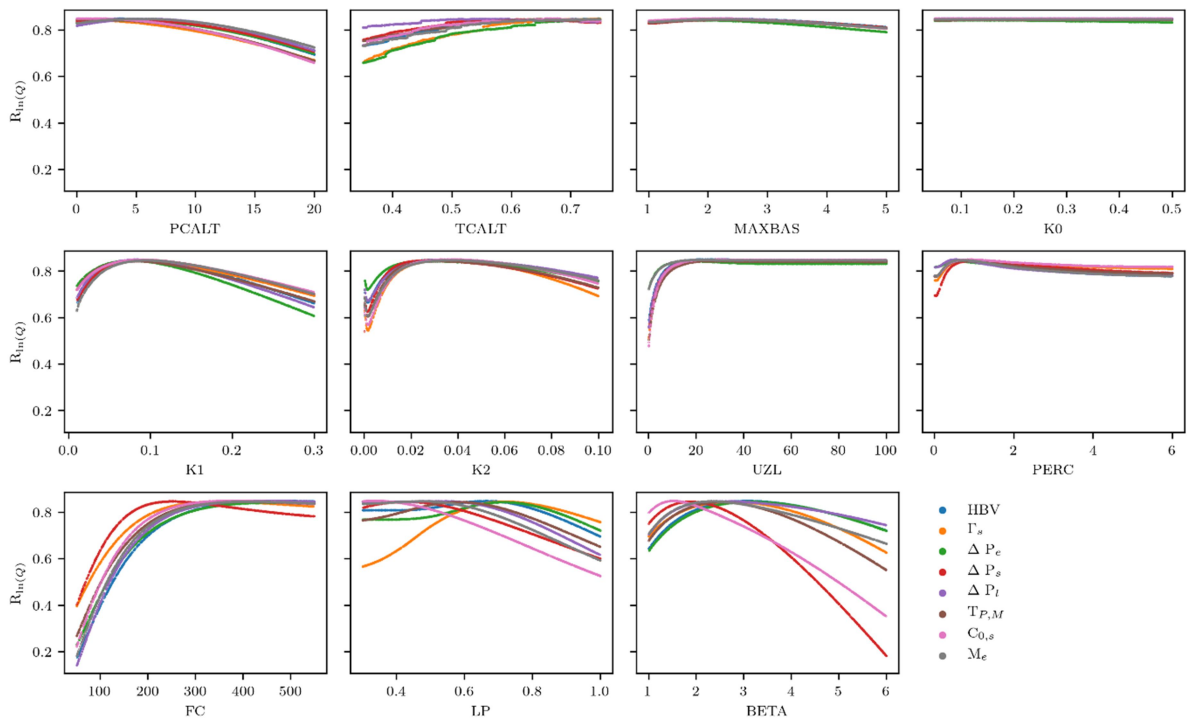 0.8
0.6
0.4
0.2
R_ln(Q)
0 5 10 15 20
PCALT
0.4 0.5 0.6 0.7
TCALT
1 2 3 4 5
MAXBAS
0.1 0.2 0.3 0.4 0.5
K0
0.8
0.6
0.4
0.2
R_ln(Q)
0.0 0.1 0.2 0.3
K1
0.00 0.02 0.04 0.06 0.08 0.10
K2
0 20 40 60 80 100
UZL
0 2 4 6
PERC
0.8
0.6
0.4
0.2
R_ln(Q)
100 200 300 400 500
FC
0.4 0.6 0.8 1.0
LP
1 2 3 4 5 6
BETA
HBV
Γ_s
Δ P_e
Δ P_s
Δ P_l
T_P,M
C_0,s
M_e